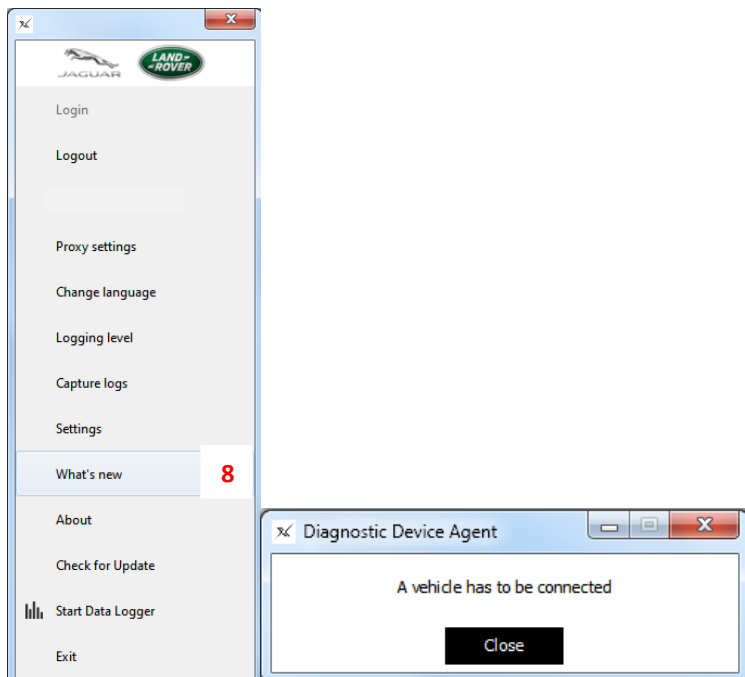 JAGUAR
LAND-
-ROVER
Login
Logout
Proxy settings
Change language
Logging level
Capture logs
Settings
What's new 8
About
Check for Update
Start Data Logger
Exit
Diagnostic Device Agent
A vehicle has to be connected
Close